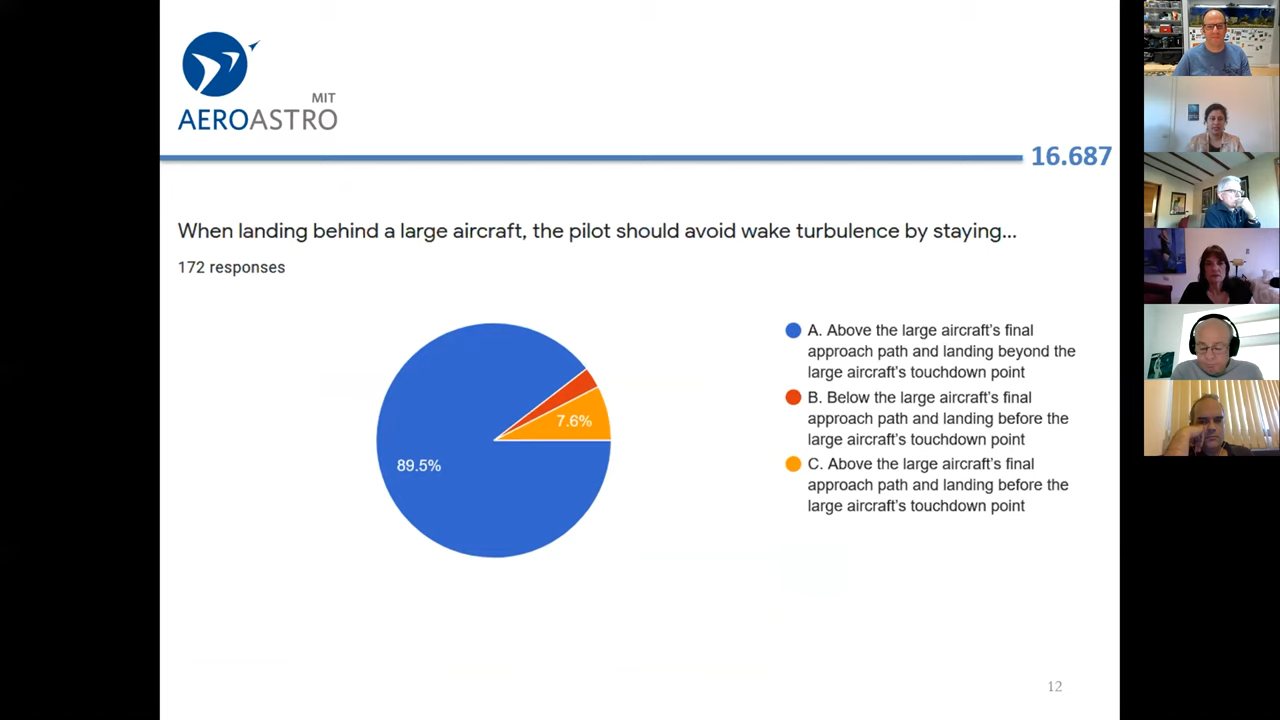 MIT
AEROASTRO
16.687
When landing behind a large aircraft, the pilot should avoid wake turbulence by staying...
172 responses
89.5%
7.6%
A. Above the large aircraft's final
approach path and landing beyond the
large aircraft's touchdown point
B. Below the large aircraft's final
approach path and landing before the
large aircraft's touchdown point
C. Above the large aircraft's final
approach path and landing before the
large aircraft's touchdown point
12